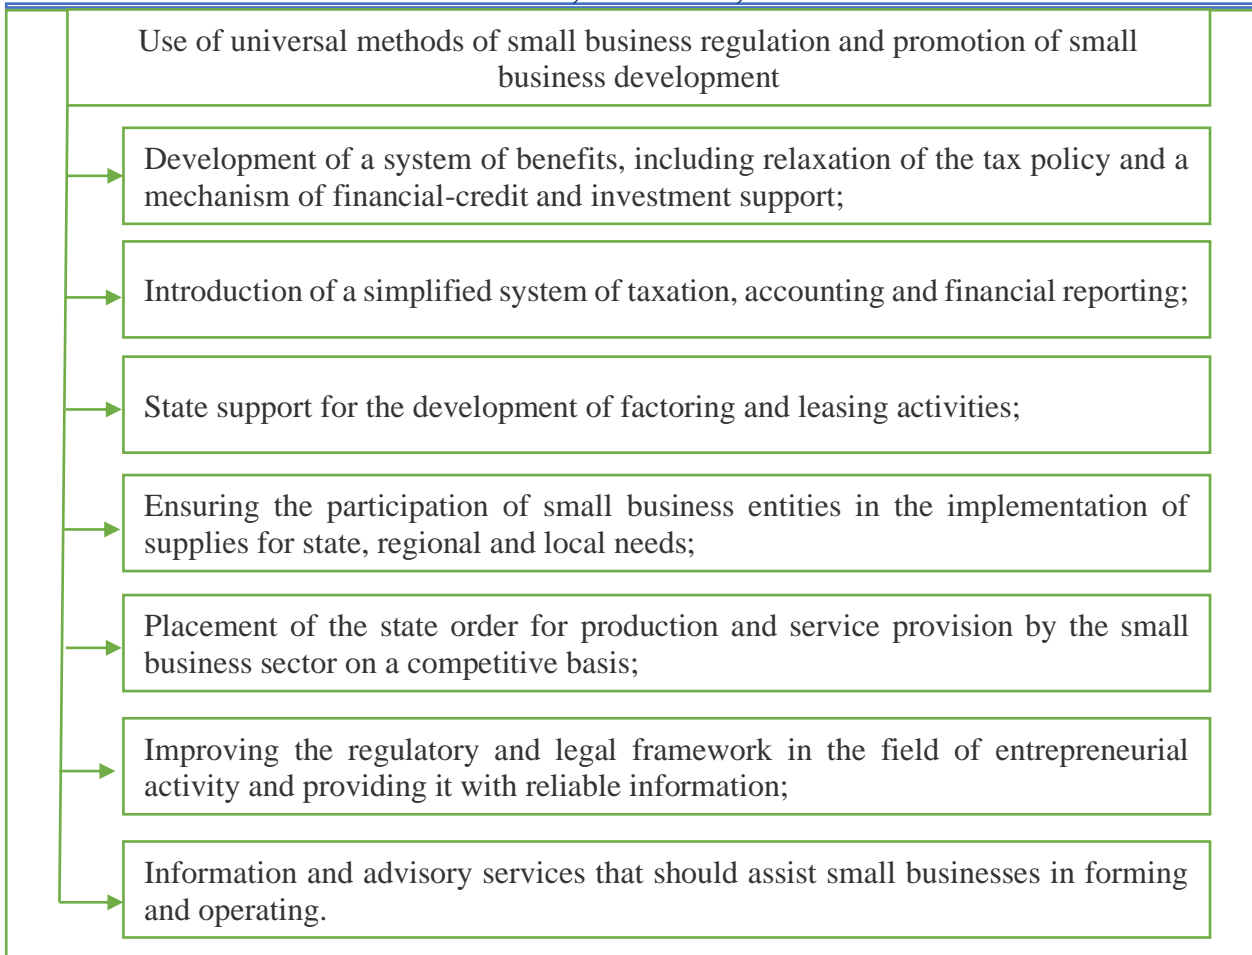 Use of universal methods of small business regulation and promotion of small
business development
Development of a system of benefits, including relaxation of the tax policy and a
mechanism of financial-credit and investment support;
Introduction of a simplified system of taxation, accounting and financial reporting;
State support for the development of factoring and leasing activities;
Ensuring the participation of small business entities in the implementation of
supplies for state, regional and local needs;
Placement of the state order for production and service provision by the small
business sector on a competitive basis;
Improving the regulatory and legal framework in the field of entrepreneurial
activity and providing it with reliable information;
Information and advisory services that should assist small businesses in forming
and operating.